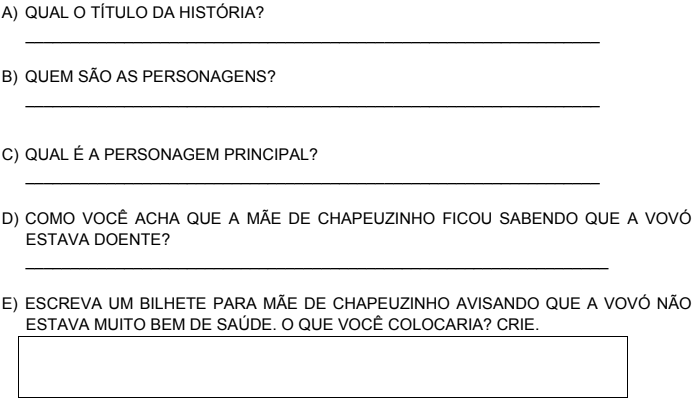 A) QUAL O TÍTULO DA HISTÓRIA?
B) QUEM SÃO AS PERSONAGENS?
C) QUAL É A PERSONAGEM PRINCIPAL?
D) COMO VOCÊ ACHA QUE A MÃE DE CHAPEUZINHO FICOU SABENDO QUE A VOVÓ
ESTAVA DOENTE?
E) ESCREVA UM BILHETE PARA MÃE DE CHAPEUZINHO AVISANDO QUE A VOVÓ NÃO
ESTAVA MUITO BEM DE SAÚDE. O QUE VOCÊ COLOCARIA? CRIE.